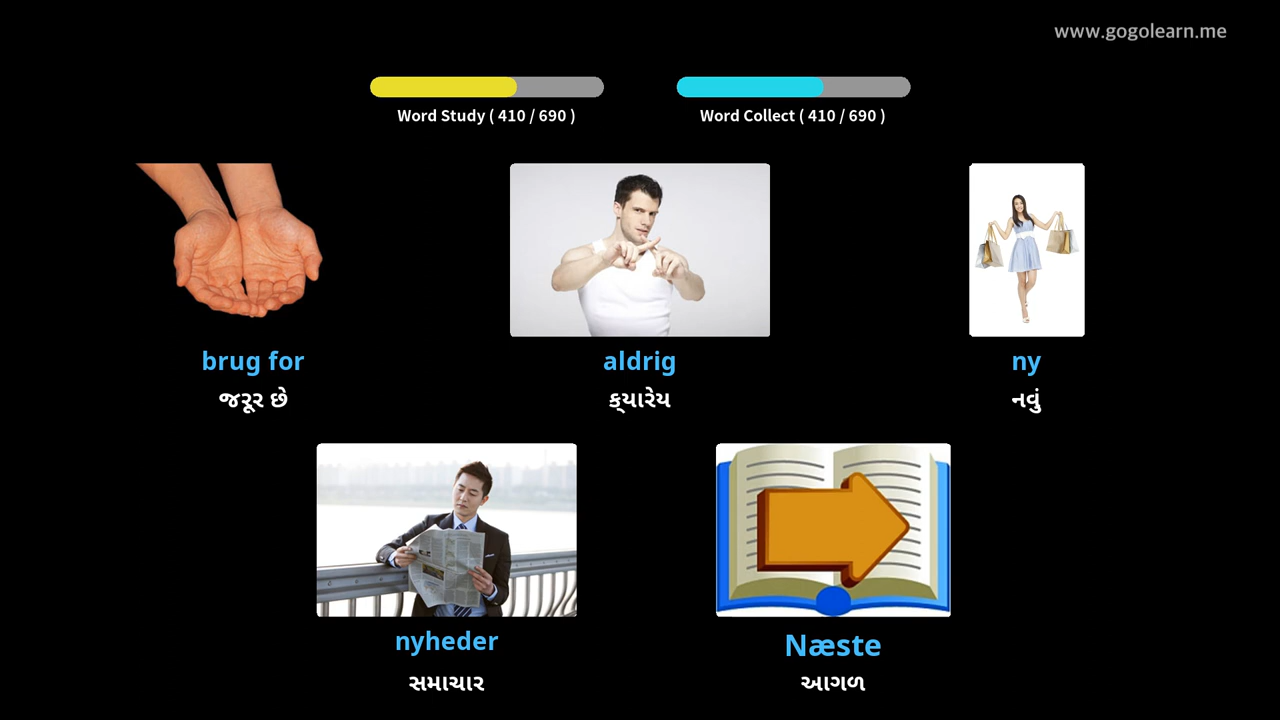 www.gogolearn.me
Word Study ( 410 / 690 )
Word Collect ( 410 / 690 )
brug for
જરૂર છે
aldrig
ક્યારેય
ny
નવું
nyheder
સમાચાર
Næste
આગળ